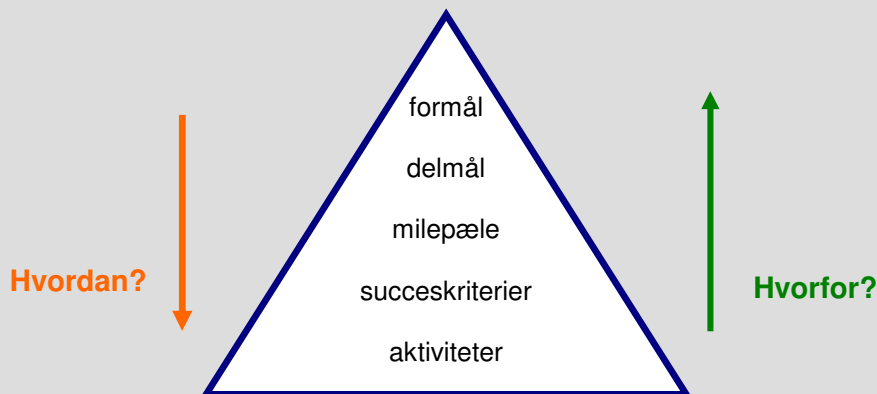 formål
delmål
milepæle
Hvordan?
succeskriterier
Hvorfor?
aktiviteter